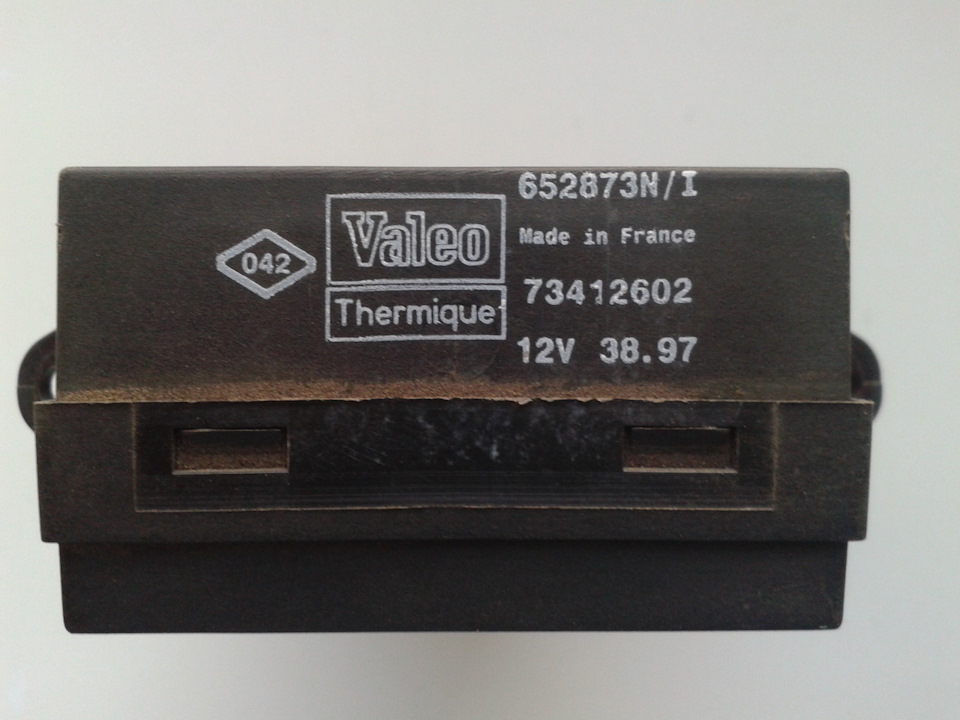 652873N/I
042
Valeo
Made in France
Thermique
73412602
12V 38.97